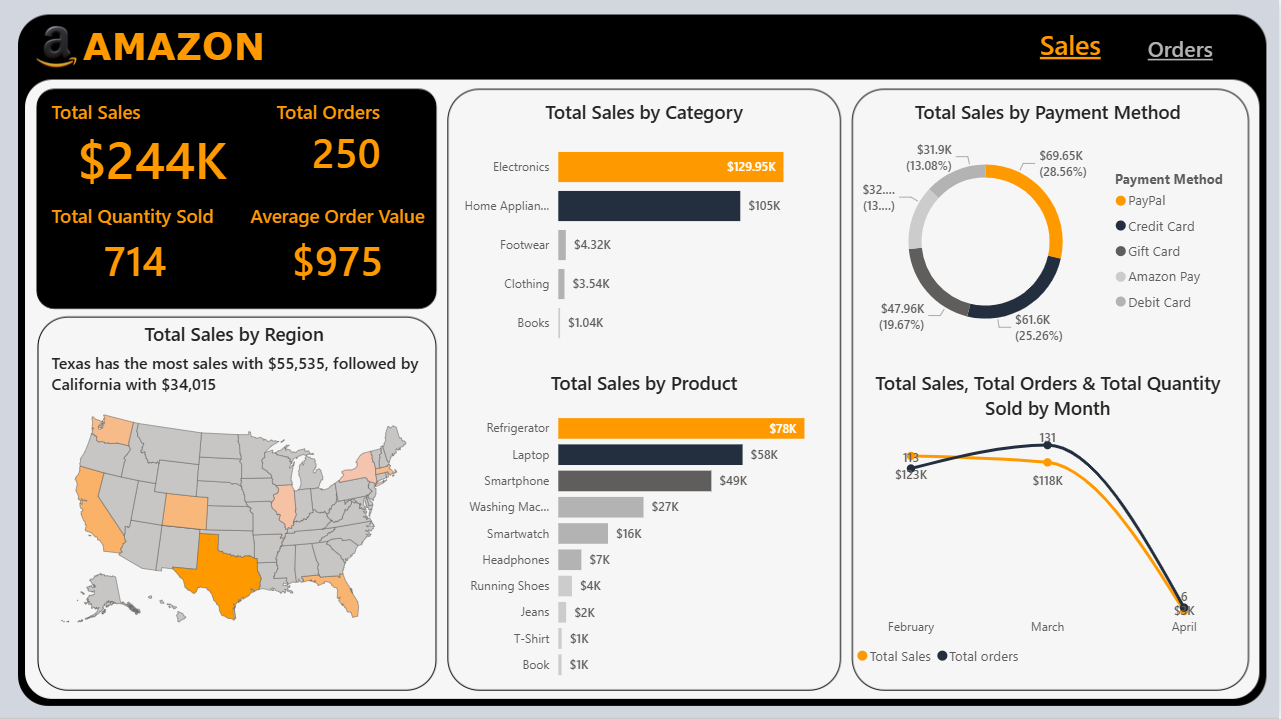 a
AMAZON
Sales
Orders
Total Sales
Total Orders
$244K
250
Total Quantity Sold
Average Order Value
714
$975
Total Sales by Region
Texas has the most sales with $55,535, followed by
California with $34,015
Total Sales by Category
Electronics
$129.95K
Home Applian...
$105K
Footwear
$4.32K
Clothing
$3.54K
Books
$1.04K
Total Sales by Product
Refrigerator
$78K
Laptop
$58K
Smartphone
$49K
Washing Mac...
$27K
Smartwatch
$16K
Headphones
$7K
Running Shoes
$4K
Jeans
$2K
T-Shirt
$1K
Book
$1K
Total Sales by Payment Method
$31.9K
(13.08%)
$69.65K
(28.56%)
$32....
(13....)
$47.96K
(19.67%)
$61.6K
(25.26%)
Payment Method
PayPal
Credit Card
Gift Card
Amazon Pay
Debit Card
Total Sales, Total Orders & Total Quantity
Sold by Month
113
$123K
131
$118K
6
February
March
April
Total Sales
Total orders